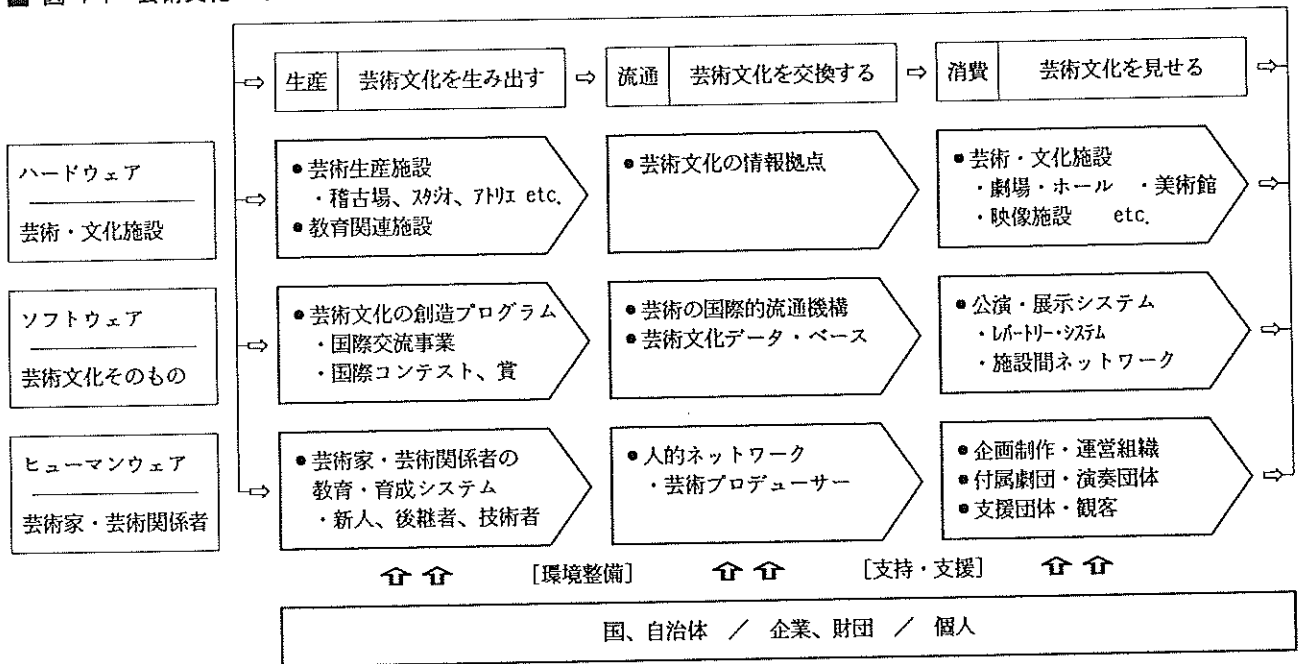 生産 芸術文化を生み出す ⇨ 流通 芸術文化を交換する ⇨ 消費 芸術文化を見せる
ハードウェア
芸術・文化施設
● 芸術生産施設
・稽古場、スタジオ、アトリエ etc.
● 教育関連施設
● 芸術文化の情報拠点
● 芸術・文化施設
・劇場・ホール ・美術館
・映像施設 etc.
ソフトウェア
芸術文化そのもの
● 芸術文化の創造プログラム
・国際交流事業
・国際コンテスト、賞
● 芸術の国際的流通機構
● 芸術文化データ・ベース
● 公演・展示システム
・レパートリー・システム
・施設間ネットワーク
ヒューマンウェア
芸術家・芸術関係者
● 芸術家・芸術関係者の
教育・育成システム
・新人、後継者、技術者
● 人的ネットワーク
・芸術プロデューサー
● 企画制作・運営組織
● 付属劇団・演奏団体
● 支援団体・観客
[環境整備] [支持・支援]
国、自治体 ／ 企業、財団 ／ 個人